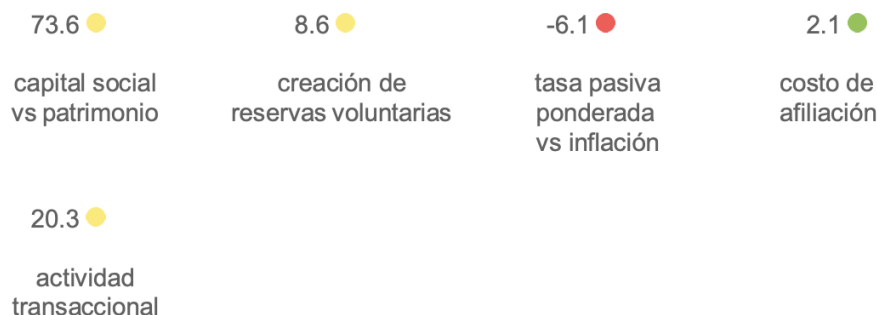 73.6
capital social
vs patrimonio
8.6
creación de
reservas voluntarias
-6.1
tasa pasiva
ponderada
vs inflación
2.1
costo de
afiliación
20.3
actividad
transaccional